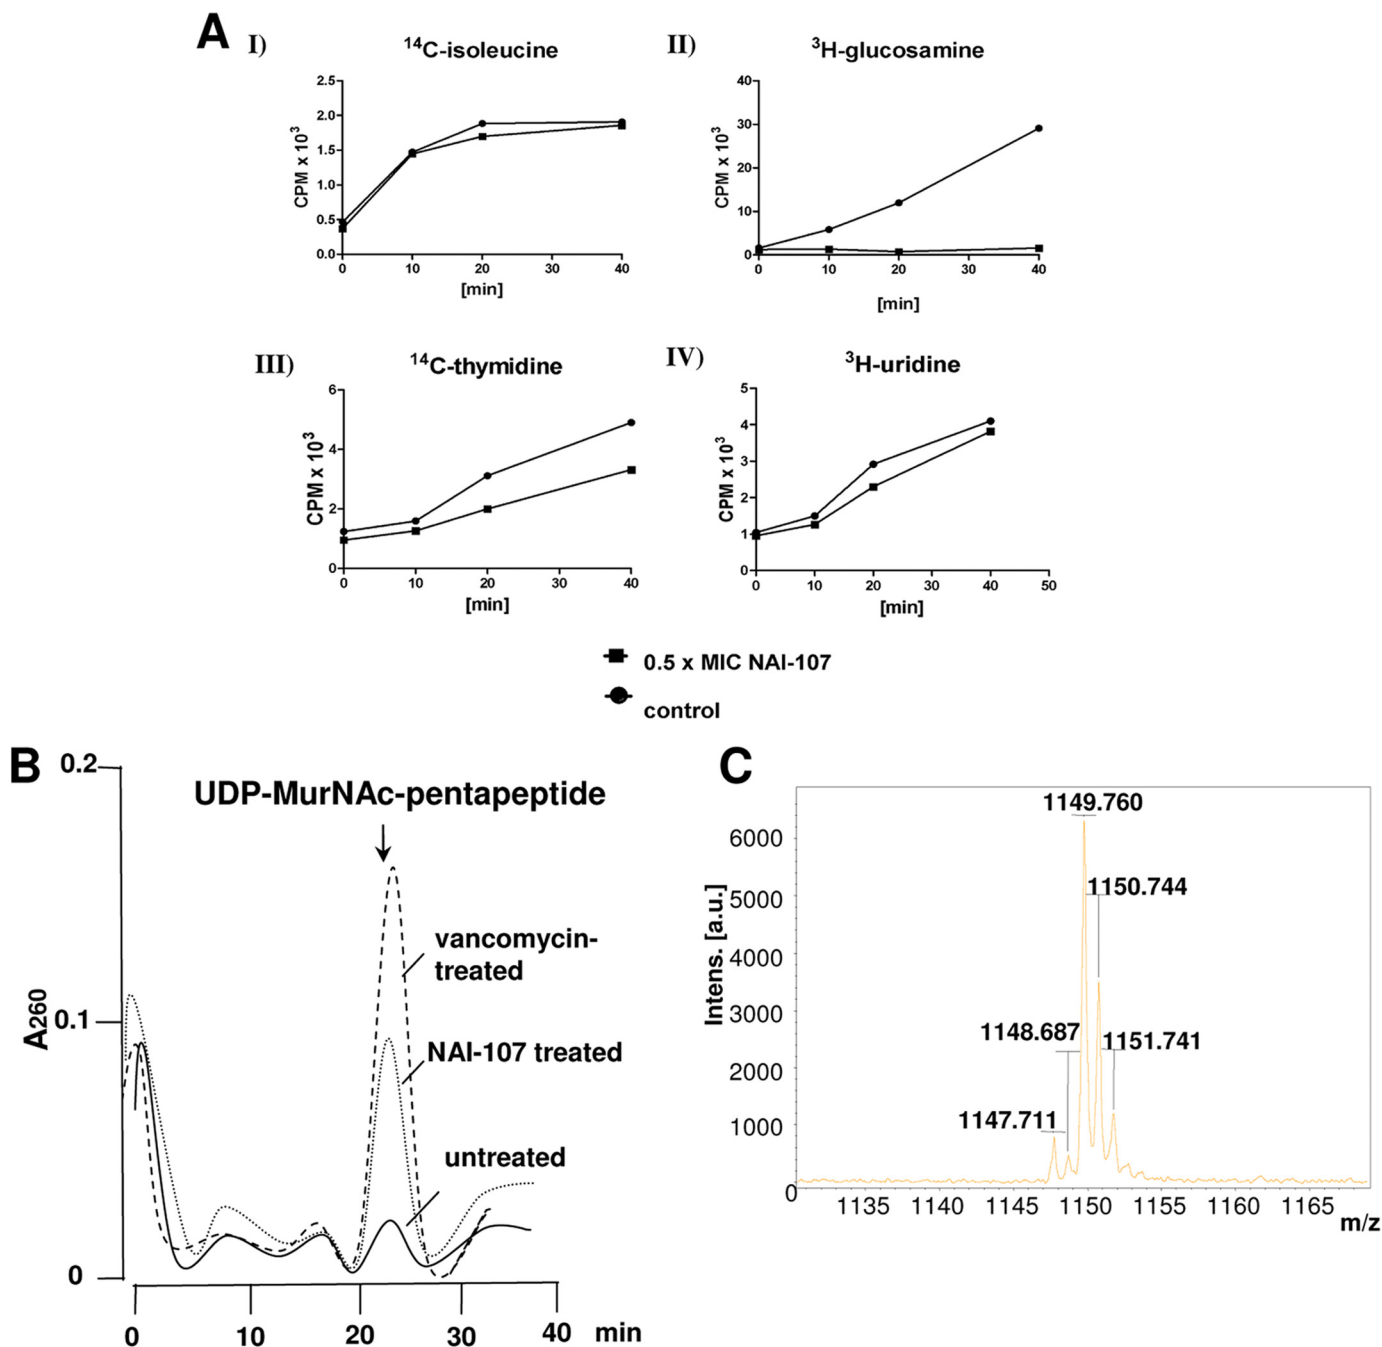 A I) ¹⁴C-isoleucine
2.5
2.0
1.5
1.0
0.5
0.0
CPM x 10³
0 10 20 30 40
[min]
II) ³H-glucosamine
40
30
20
10
0
CPM x 10³
0 10 20 30 40
[min]
III) ¹⁴C-thymidine
6
4
2
0
CPM x 10³
0 10 20 30 40
[min]
IV) ³H-uridine
5
4
3
2
1
0
CPM x 10³
0 10 20 30 40 50
[min]
0.5 x MIC NAI-107
control
B
0.2
0.1
0
A260
UDP-MurNAc-pentapeptide
vancomycin-
treated
NAI-107 treated
untreated
0 10 20 30 40 min
C
Intens. [a.u.]
6000
5000
4000
3000
2000
1000
0
1149.760
1150.744
1148.687
1151.741
1147.711
1135 1140 1145 1150 1155 1160 1165
m/z